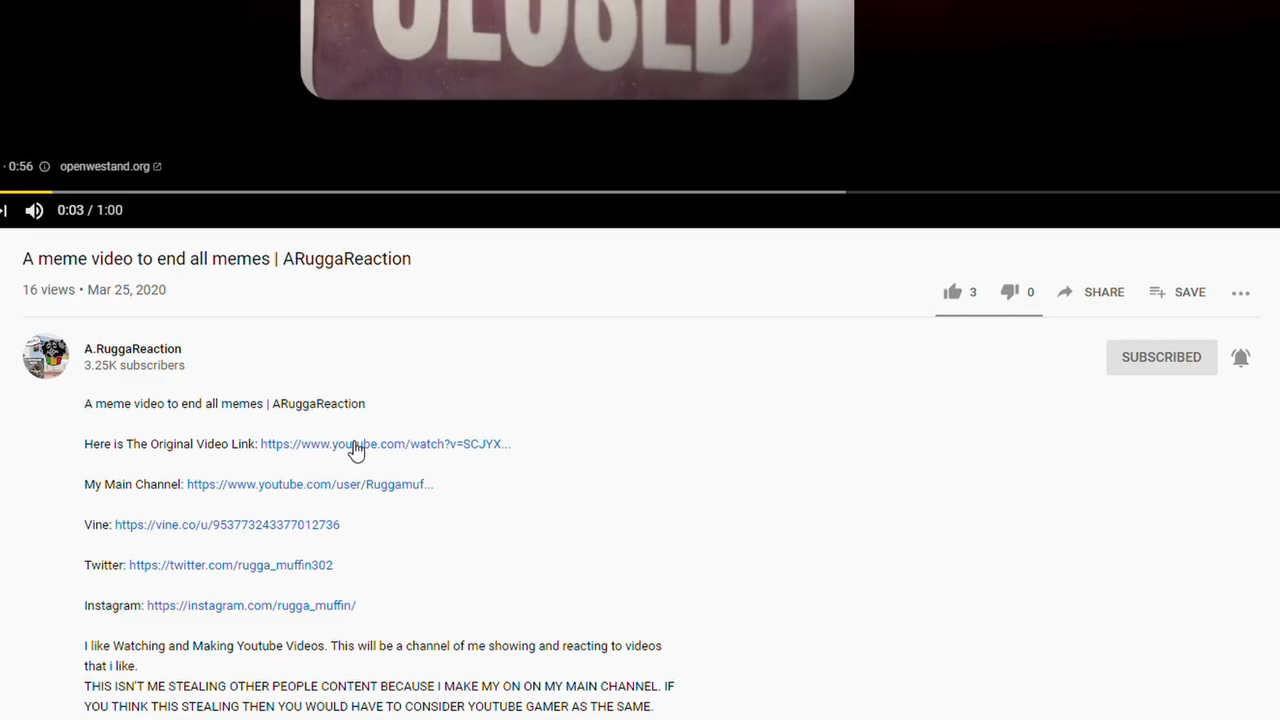 CLOSED
· 0:56 openwestand.org
0:03 / 1:00
A meme video to end all memes | ARuggaReaction
16 views • Mar 25, 2020
3 0 SHARE SAVE
A.RuggaReaction
3.25K subscribers
SUBSCRIBED
A meme video to end all memes | ARuggaReaction
Here is The Original Video Link: https://www.youtube.com/watch?v=SCJYX...
My Main Channel: https://www.youtube.com/user/Ruggamuf...
Vine: https://vine.co/u/953773243377012736
Twitter: https://twitter.com/rugga_muffin302
Instagram: https://instagram.com/rugga_muffin/
I like Watching and Making Youtube Videos. This will be a channel of me showing and reacting to videos
that i like.
THIS ISN'T ME STEALING OTHER PEOPLE CONTENT BECAUSE I MAKE MY ON ON MY MAIN CHANNEL. IF
YOU THINK THIS STEALING THEN YOU WOULD HAVE TO CONSIDER YOUTUBE GAMER AS THE SAME.